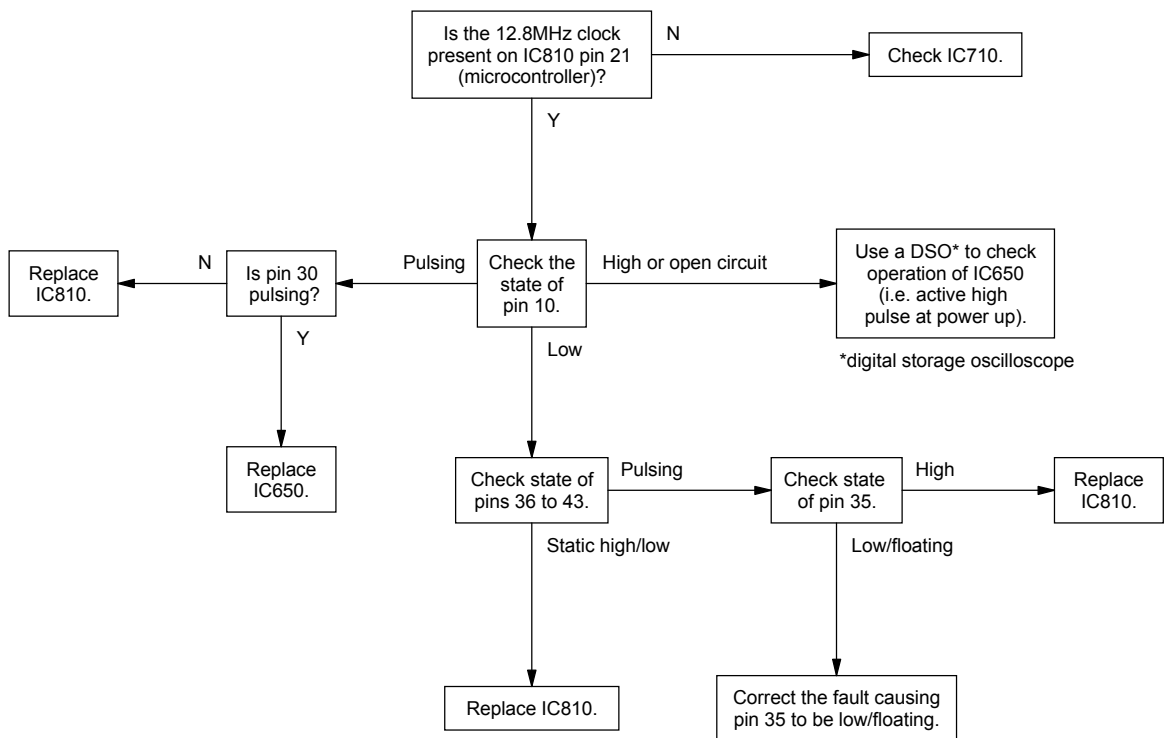 Is the 12.8MHz clock
present on IC810 pin 21
(microcontroller)?
N
Check IC710.
Y
Replace
IC810.
N
Is pin 30
pulsing?
Pulsing
Check the
state of
pin 10.
High or open circuit
Use a DSO* to check
operation of IC650
(i.e. active high
pulse at power up).
*digital storage oscilloscope
Y
Low
Replace
IC650.
Check state of
pins 36 to 43.
Pulsing
Check state
of pin 35.
High
Replace
IC810.
Static high/low
Low/floating
Replace IC810.
Correct the fault causing
pin 35 to be low/floating.